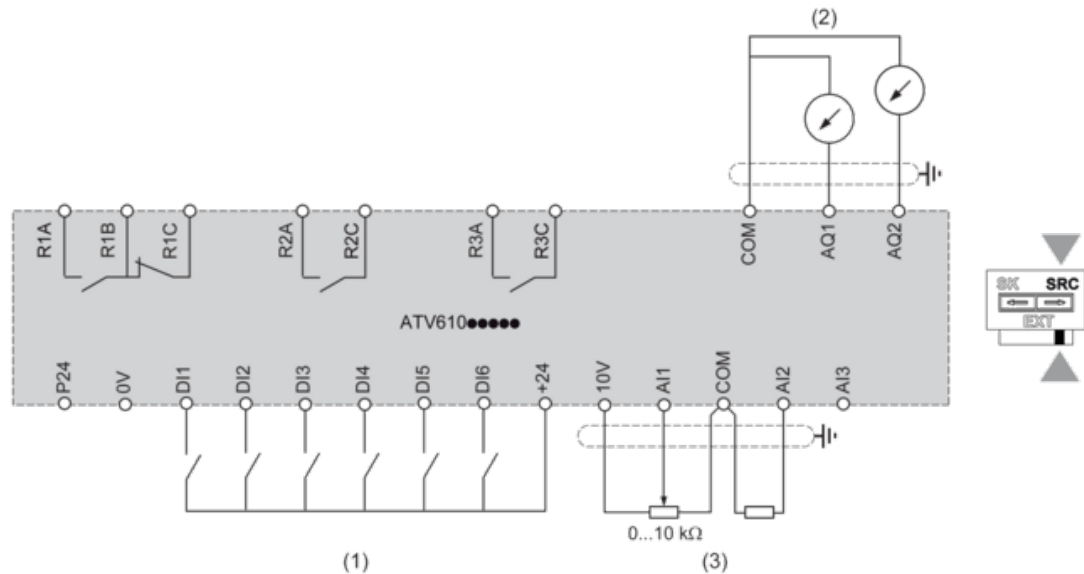 (2)
R1A
R1B
R1C
R2A
R2C
R3A
R3C
COM
AQ1
AQ2
SK SRC
EXT
ATV610●●●●●
P24
0V
DI1
DI2
DI3
DI4
DI5
DI6
+24
10V
AI1
COM
AI2
AI3
0...10 kΩ
(1)
(3)